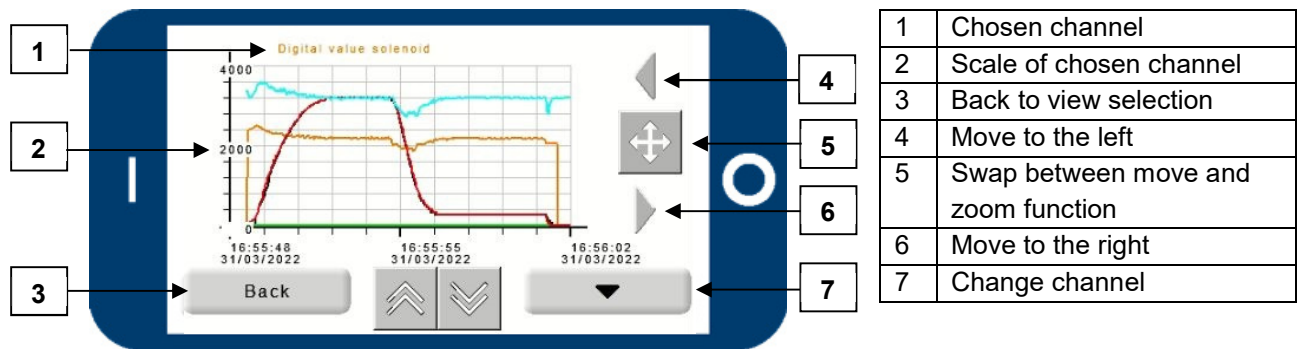 Digital value solenoid
4000
2000
0
16:55:48
31/03/2022
16:55:55
31/03/2022
16:56:02
31/03/2022
Back
1
2
3
4
5
6
7
1 Chosen channel
2 Scale of chosen channel
3 Back to view selection
4 Move to the left
5 Swap between move and
zoom function
6 Move to the right
7 Change channel